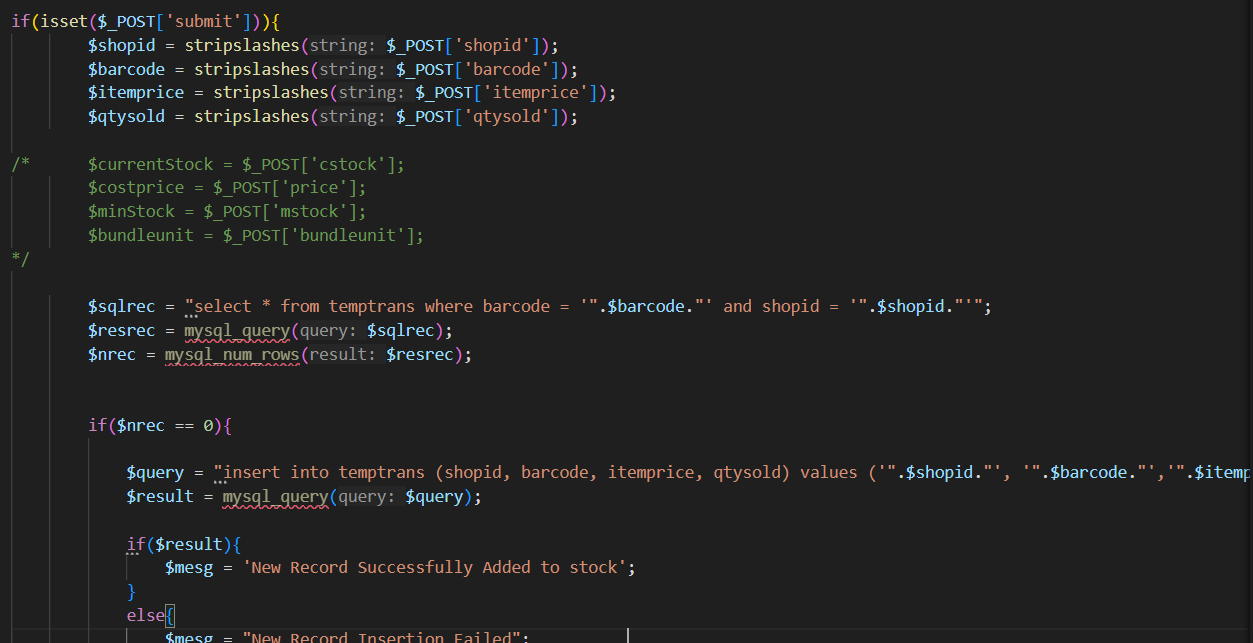 if(isset($_POST['submit'])){
$shopid = stripslashes(string: $_POST['shopid']);
$barcode = stripslashes(string: $_POST['barcode']);
$itemprice = stripslashes(string: $_POST['itemprice']);
$qtysold = stripslashes(string: $_POST['qtysold']);
/* $currentStock = $_POST['cstock'];
$costprice = $_POST['price'];
$minStock = $_POST['mstock'];
$bundleunit = $_POST['bundleunit'];
*/
$sqlrec = "select * from temptrans where barcode = '".$barcode."' and shopid = '".$shopid."'";
$resrec = mysql_query(query: $sqlrec);
$nrec = mysql_num_rows(result: $resrec);
if($nrec == 0){
$query = "insert into temptrans (shopid, barcode, itemprice, qtysold) values ('".$shopid."', '".$barcode."','".$itemp
$result = mysql_query(query: $query);
if($result){
$mesg = 'New Record Successfully Added to stock';
}
else{
$mesg = "New Record Insertion Failed";